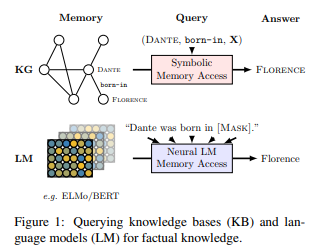 Memory Query Answer
(DANTE, born-in, X)
KG DANTE Symbolic Memory Access FLORENCE
born-in
FLORENCE
"Dante was born in [MASK]."
LM Neural LM Memory Access Florence
e.g. ELMo/BERT
Figure 1: Querying knowledge bases (KB) and lan-
guage models (LM) for factual knowledge.